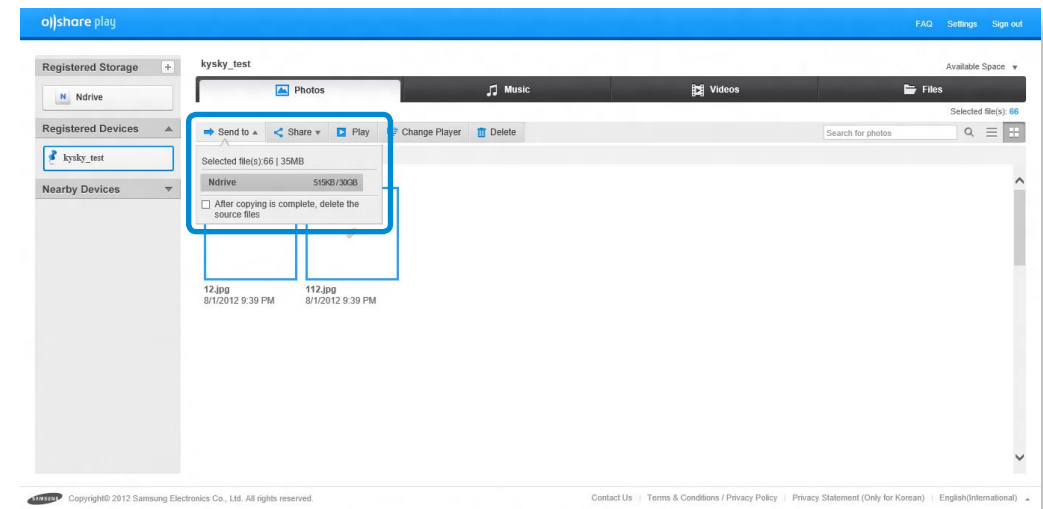 allshare play
FAQ Settings Sign out
Registered Storage +
N Ndrive
Registered Devices
kysky_test
Nearby Devices
kysky_test
Available Space
Photos Music Videos Files
Selected file(s): 66
Send to Share Play Change Player Delete
Search for photos
Selected file(s):66 | 35MB
Ndrive 515KB/30GB
After copying is complete, delete the
source files
12.jpg 112.jpg
8/1/2012 9:39 PM 8/1/2012 9:39 PM
SAMSUNG Copyright© 2012 Samsung Electronics Co., Ltd. All rights reserved.
Contact Us | Terms & Conditions / Privacy Policy | Privacy Statement (Only for Korean) | English(International)